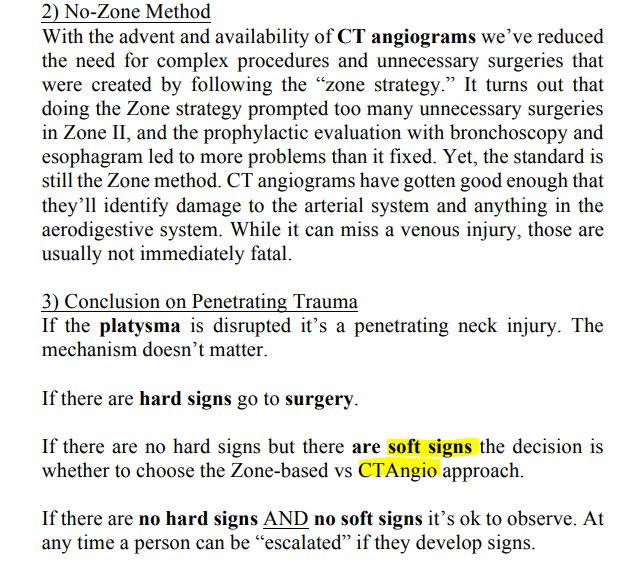 2) No-Zone Method
With the advent and availability of CT angiograms we’ve reduced
the need for complex procedures and unnecessary surgeries that
were created by following the “zone strategy.” It turns out that
doing the Zone strategy prompted too many unnecessary surgeries
in Zone II, and the prophylactic evaluation with bronchoscopy and
esophagram led to more problems than it fixed. Yet, the standard is
still the Zone method. CT angiograms have gotten good enough that
they’ll identify damage to the arterial system and anything in the
aerodigestive system. While it can miss a venous injury, those are
usually not immediately fatal.
3) Conclusion on Penetrating Trauma
If the platysma is disrupted it’s a penetrating neck injury. The
mechanism doesn’t matter.
If there are hard signs go to surgery.
If there are no hard signs but there are soft signs the decision is
whether to choose the Zone-based vs CTAngio approach.
If there are no hard signs AND no soft signs it’s ok to observe. At
any time a person can be “escalated” if they develop signs.